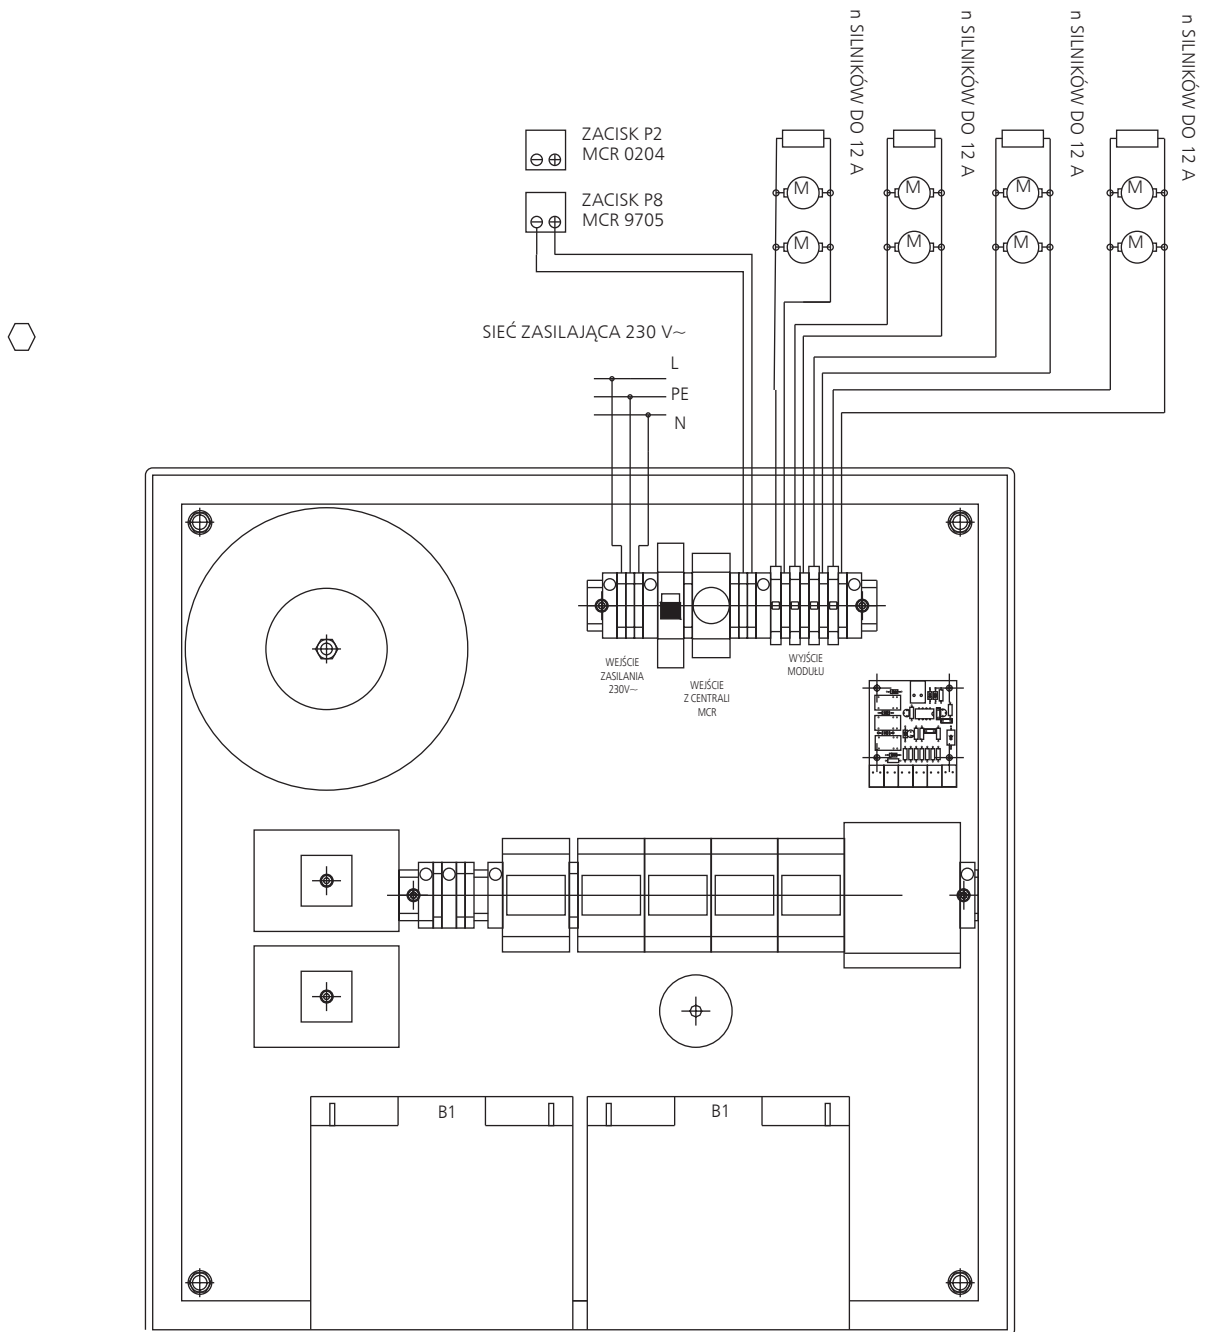 n SILNIKÓW DO 12 A
n SILNIKÓW DO 12 A
n SILNIKÓW DO 12 A
n SILNIKÓW DO 12 A
ZACISK P2
MCR 0204
ZACISK P8
MCR 9705
M
M
M
M
M
M
M
M
SIEĆ ZASILAJĄCA 230 V~
L
PE
N
WEJŚCIE
ZASILANIA
230V~
WEJŚCIE
Z CENTRALI
MCR
WYJŚCIE
MODUŁU
B1
B1